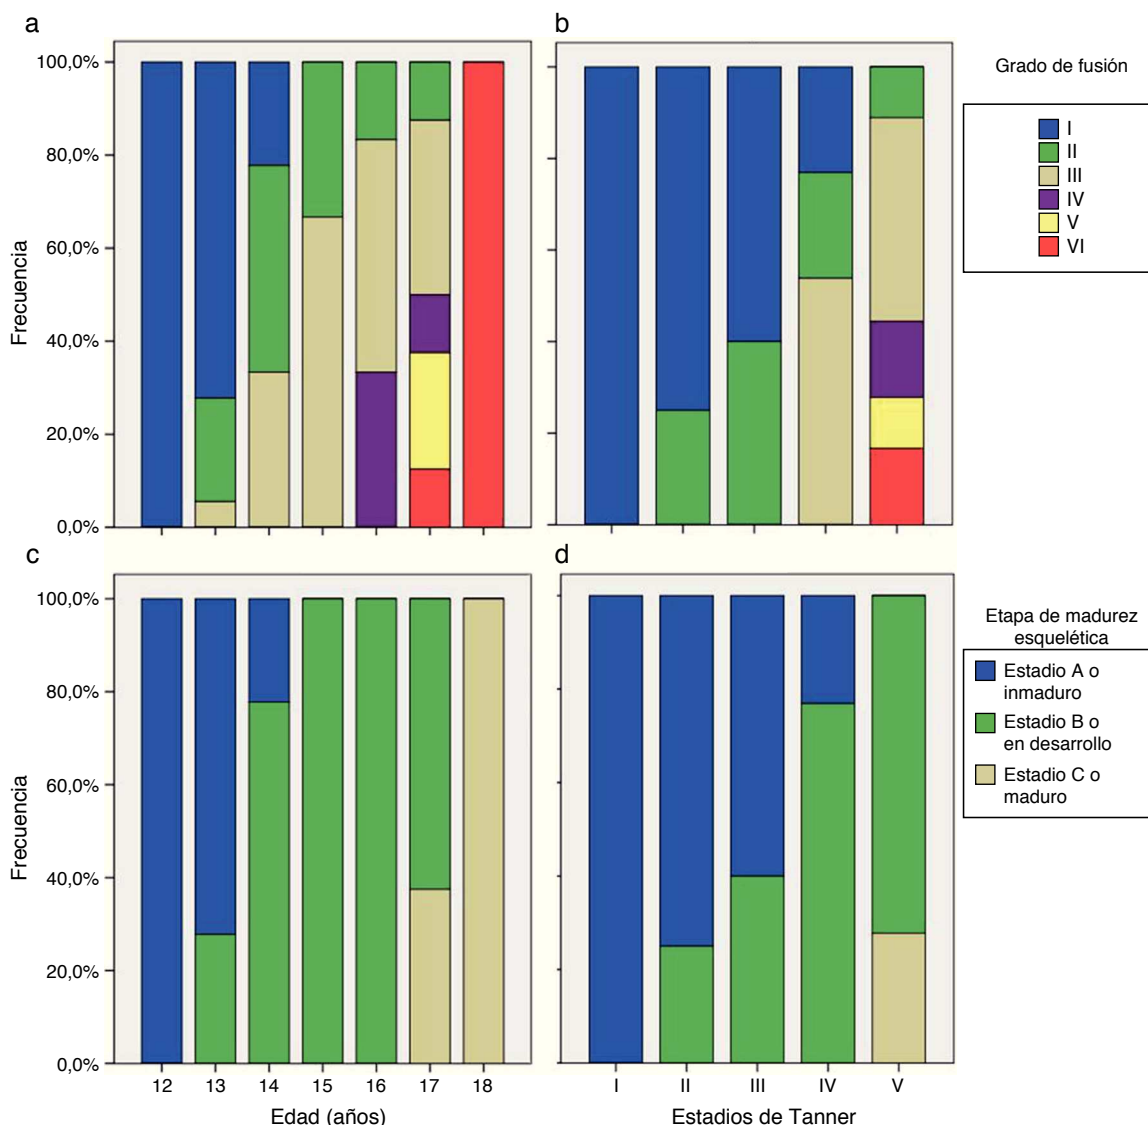 a
b
Grado de fusión
I
II
III
IV
V
VI
100,0%
80,0%
60,0%
40,0%
20,0%
0,0%
Frecuencia
c
d
Etapa de madurez
esquelética
Estadio A o
inmaduro
Estadio B o
en desarrollo
Estadio C o
maduro
100,0%
80,0%
60,0%
40,0%
20,0%
0,0%
Frecuencia
12 13 14 15 16 17 18
Edad (años)
I II III IV V
Estadios de Tanner